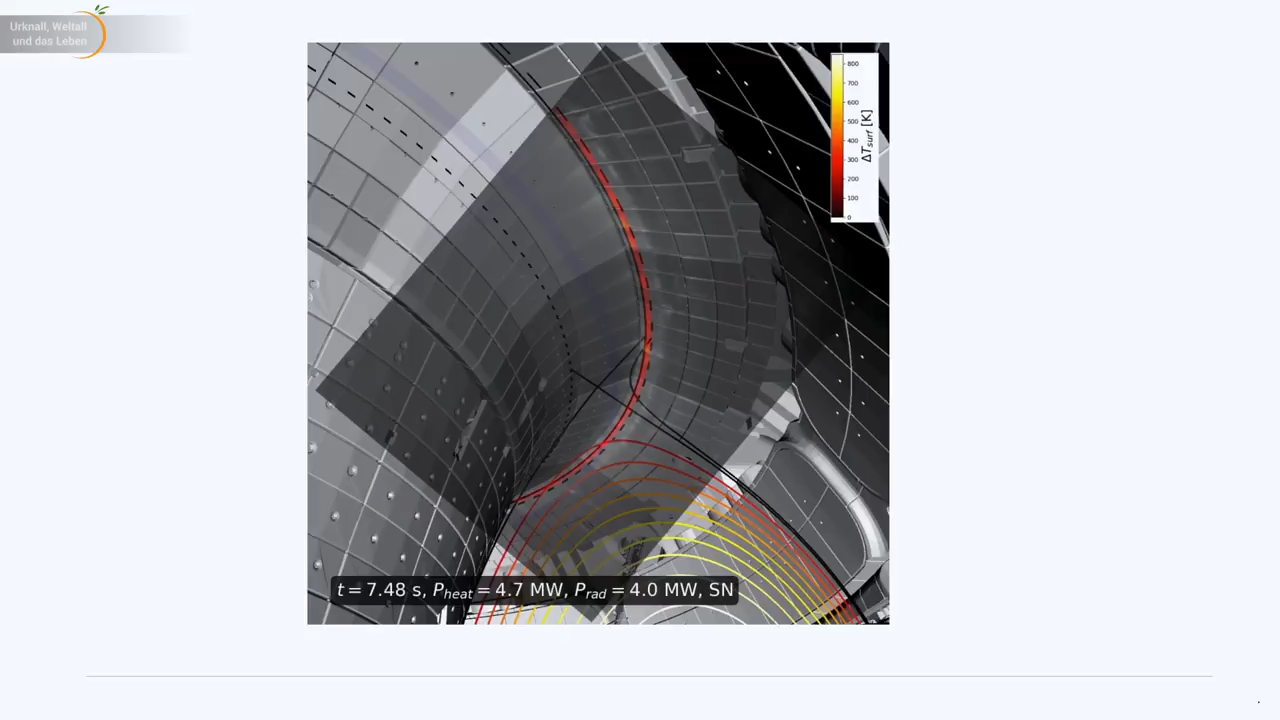 Urknall, Weltall
und das Leben
800
700
600
500
400
300
200
100
0
ΔT_surf [K]
t = 7.48 s, P_heat = 4.7 MW, P_rad = 4.0 MW, SN